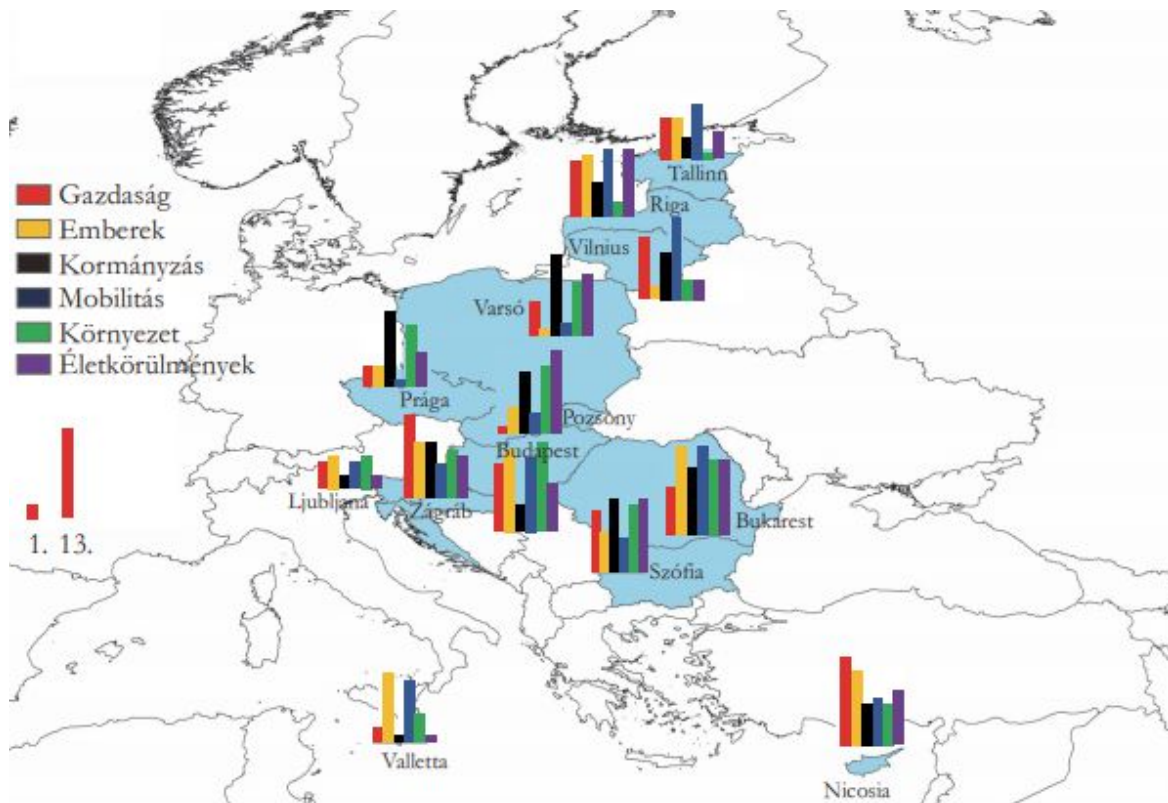 Tallinn
Gazdaság
Riga
Emberek
Vilnius
Kormányzás
Mobilitás
Varsó
Környezet
Életkörülmények
Prága
Pozsony
Budapest
Ljubljana
Zágráb
Bukarest
1. 13.
Szófia
Valletta
Nicosia